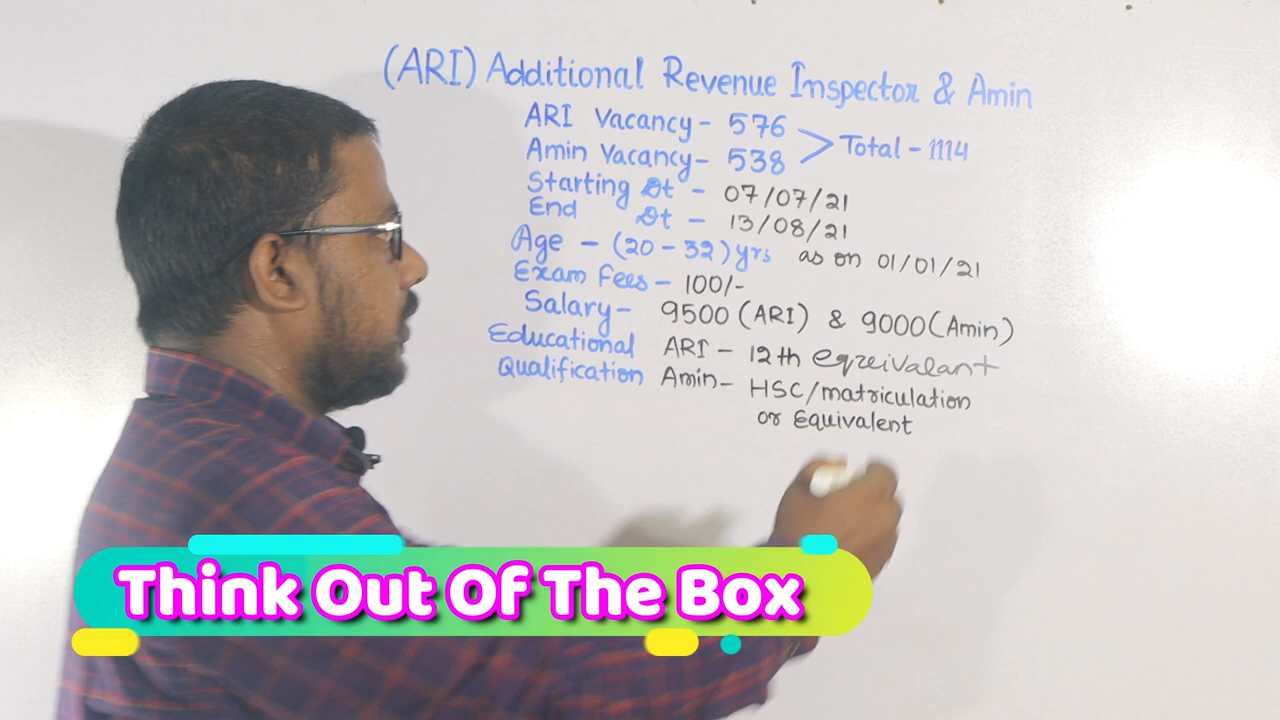 (ARI) Additional Revenue Inspector & Amin
ARI Vacancy - 576
Amin Vacancy - 538
> Total - 1114
Starting Dt - 07/07/21
End Dt - 13/08/21
Age - (20 - 32) yrs as on 01/01/21
Exam Fees - 100/-
Salary - 9500 (ARI) & 9000 (Amin)
Educational Qualification
ARI - 12th eqreivalant
Amin - HSC/matriculation
or Equivalent
Think Out Of The Box